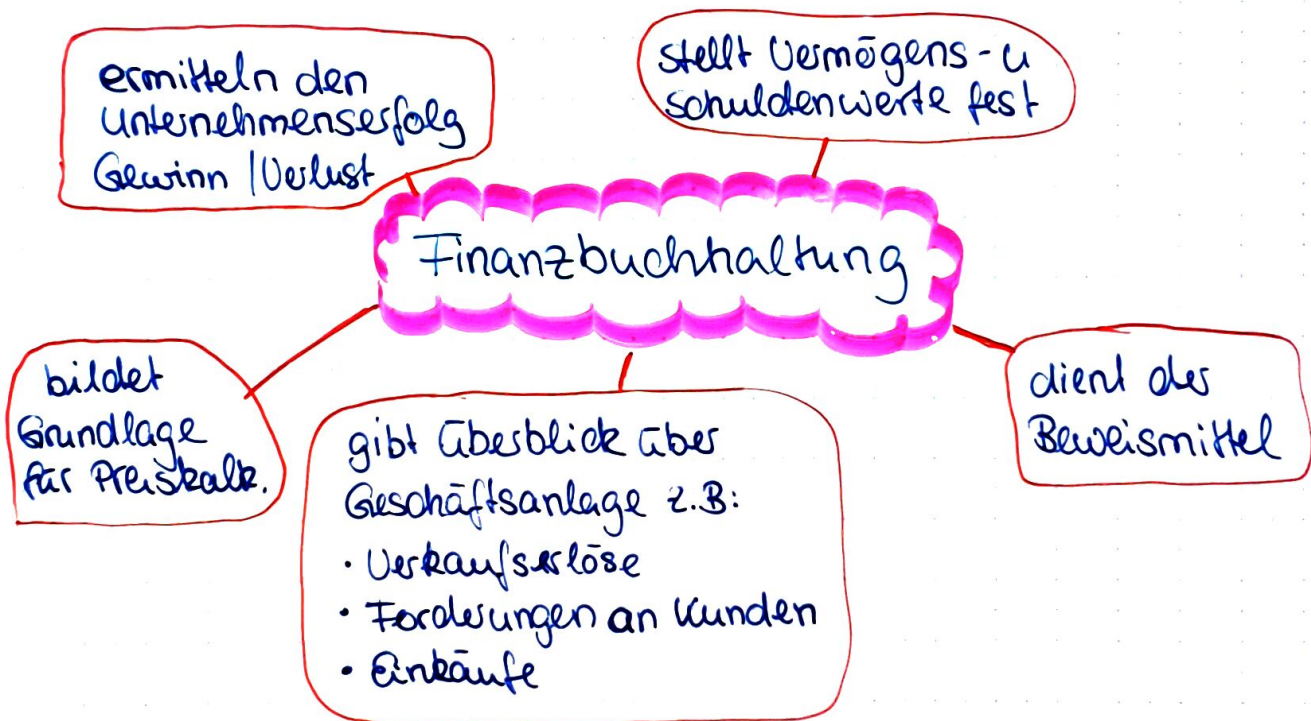 ermitteln den
Unternehmenserfolg
Gewinn / Verlust
stellt Vermögens- u
schuldenwerte fest
Finanzbuchhaltung
bildet
Grundlage
für Preiskalk.
gibt überblick über
Geschäftsanlage z.B:
· Verkaufserlöse
· Forderungen an Kunden
· Einkäufe
dient der
Beweismittel